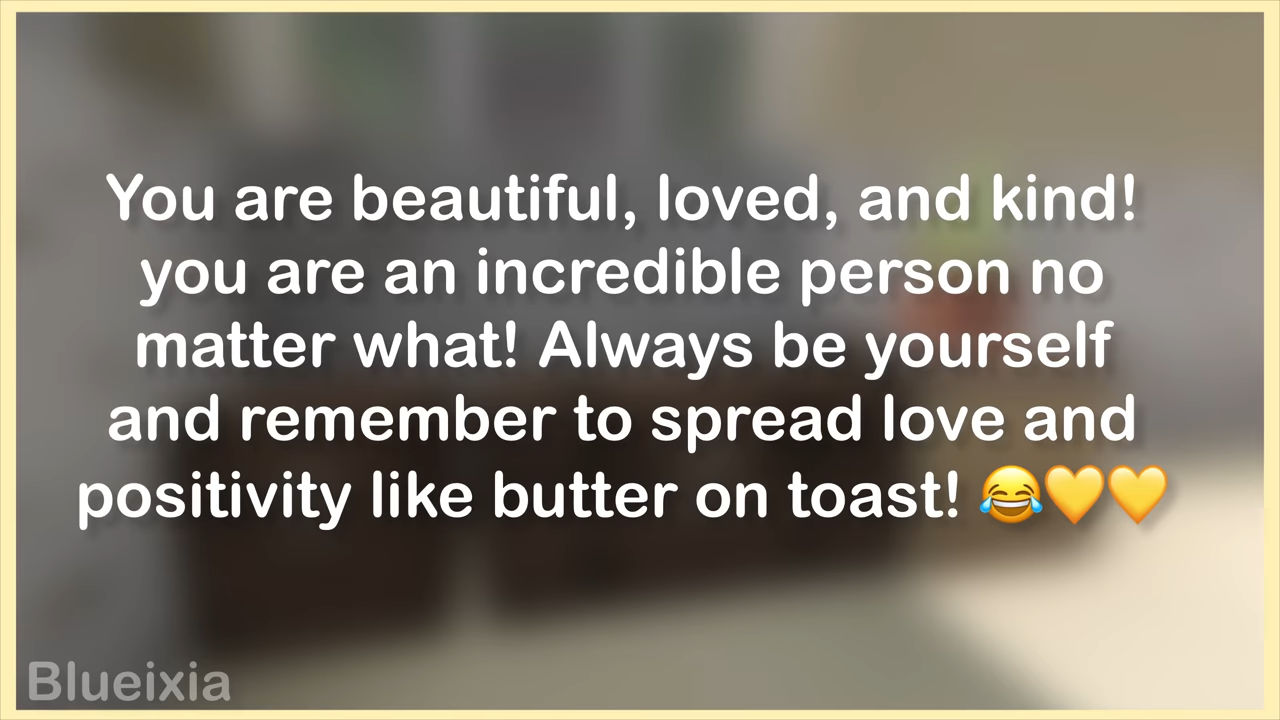 You are beautiful, loved, and kind!
you are an incredible person no
matter what! Always be yourself
and remember to spread love and
positivity like butter on toast! 😂💛💛
Blueixia